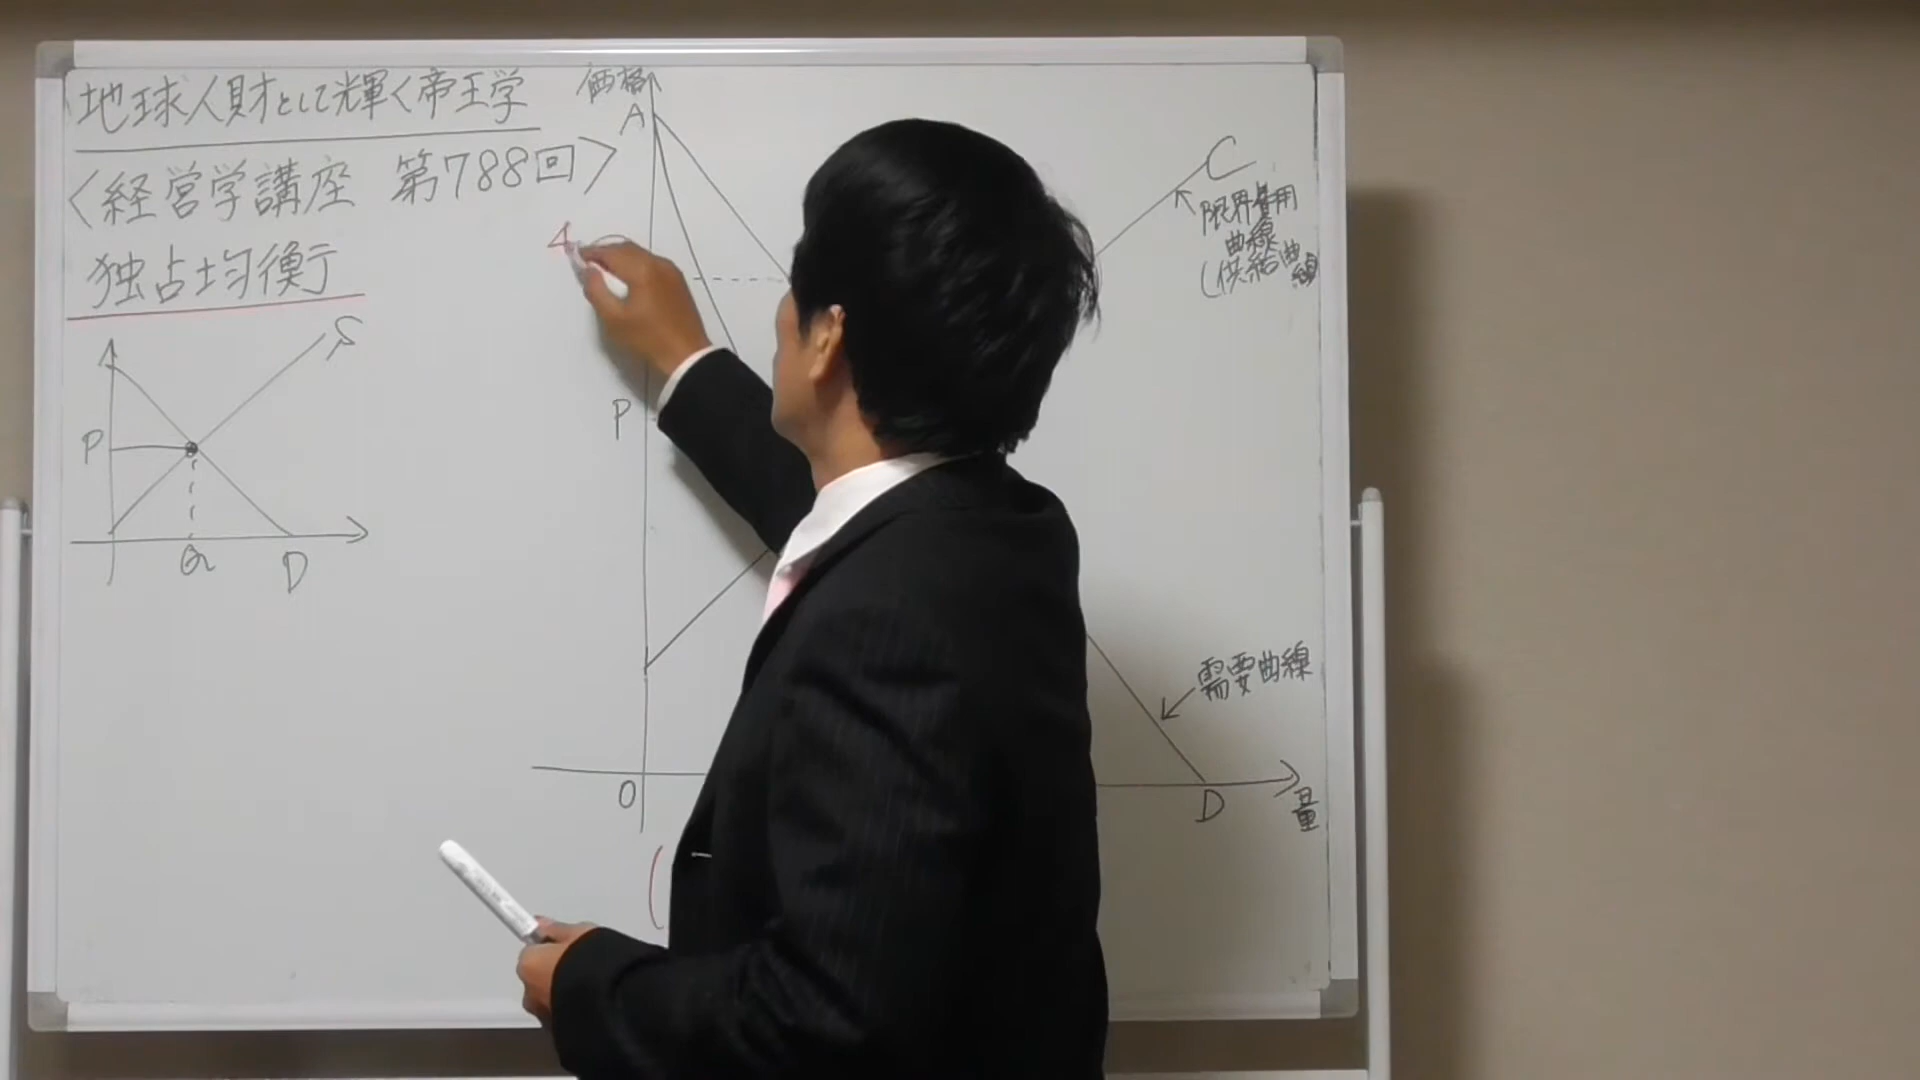 地球人財として輝く帝王学
<経営学講座 第788回>
独占均衡
S
P
Q
D
価格
A
P
O
C
限界費用
曲線
(供給曲線
需要曲線
D
量